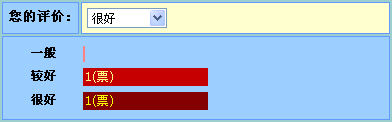 您的评价： 很好
一般
较好 1(票)
很好 1(票)